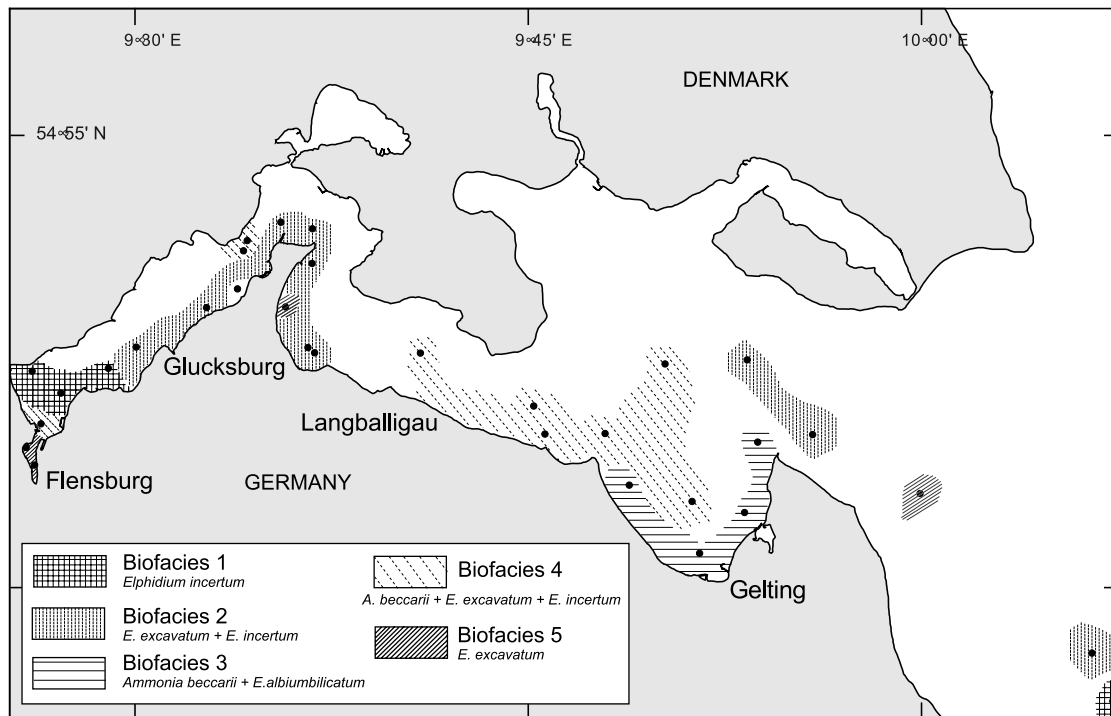 9∞30' E
9∞45' E
10∞00' E
DENMARK
54∞55' N
Glucksburg
Langballigau
Flensburg
GERMANY
Gelting
Biofacies 1
Elphidium incertum
Biofacies 2
E. excavatum + E. incertum
Biofacies 3
Ammonia beccarii + E.albiumbilicatum
Biofacies 4
A. beccarii + E. excavatum + E. incertum
Biofacies 5
E. excavatum